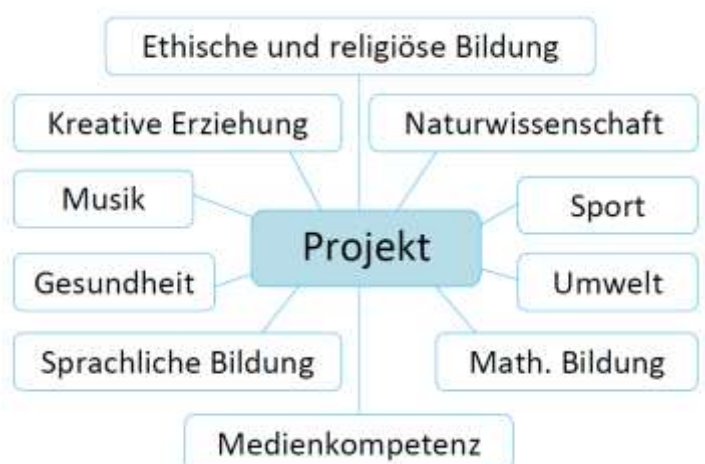 Ethische und religiöse Bildung
Kreative Erziehung
Naturwissenschaft
Musik
Sport
Projekt
Gesundheit
Umwelt
Sprachliche Bildung
Math. Bildung
Medienkompetenz